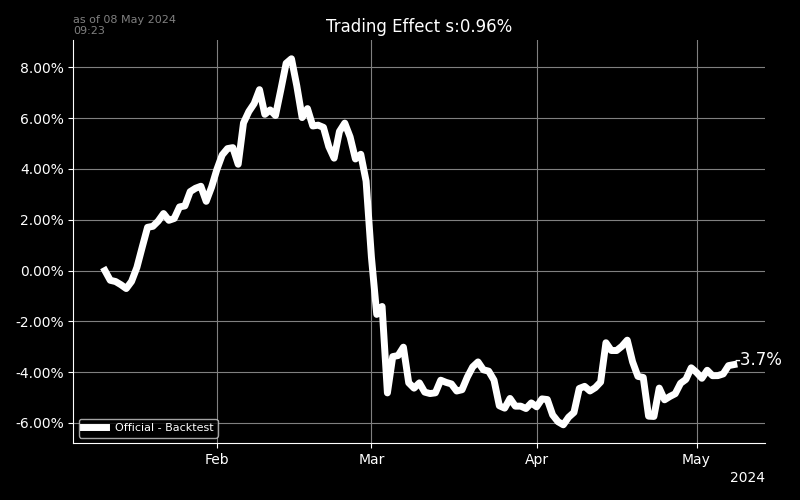 as of 08 May 2024
09:23
Trading Effect s:0.96%
8.00%
6.00%
4.00%
2.00%
0.00%
-2.00%
-4.00%
-6.00%
-3.7%
Official - Backtest
Feb
Mar
Apr
May
2024